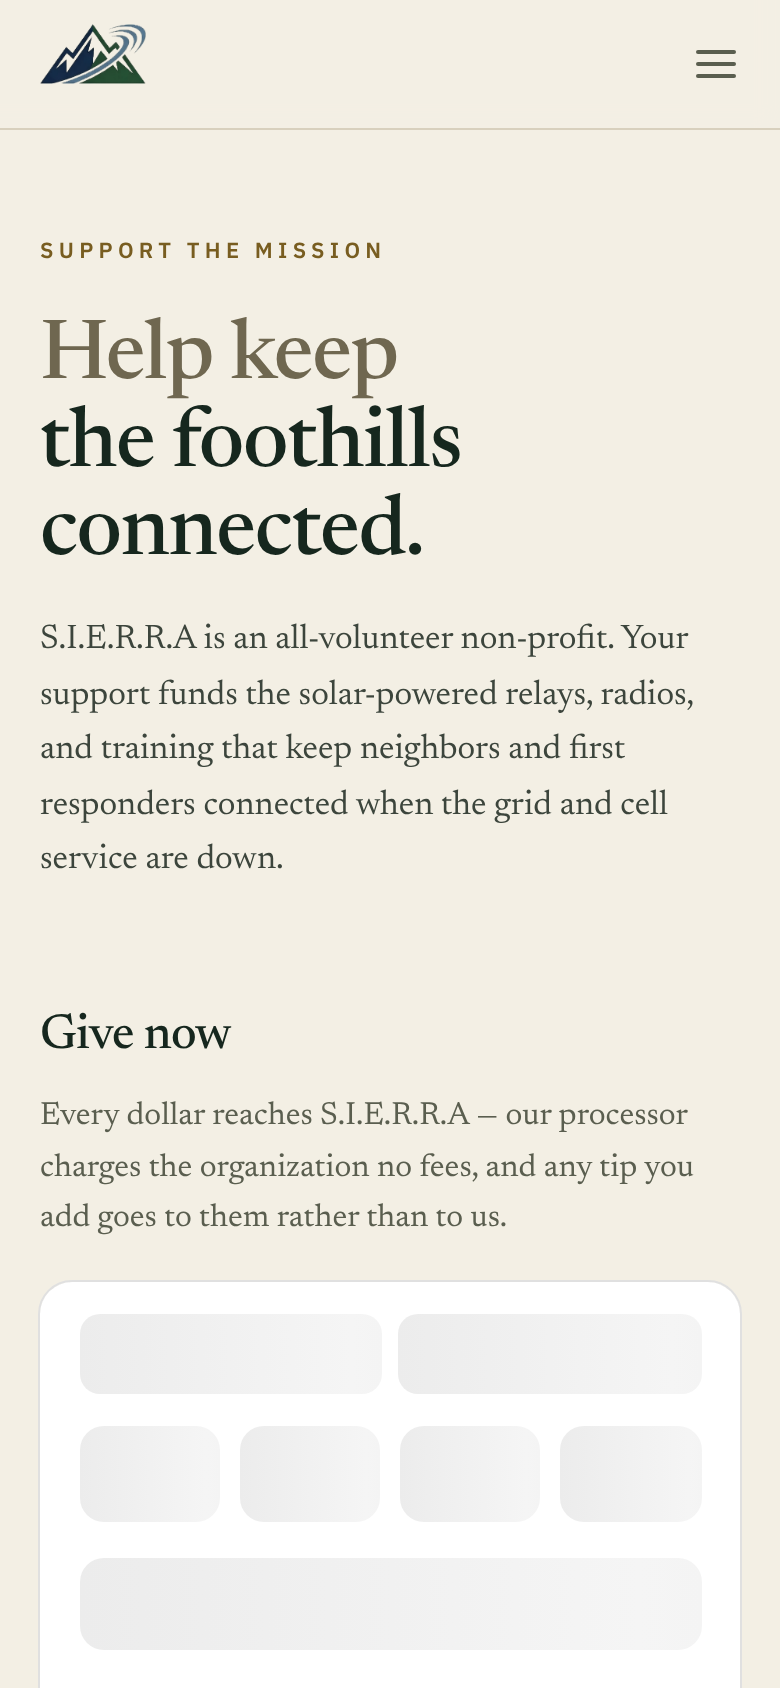 SUPPORT THE MISSION
Help keep
the foothills
connected.
S.I.E.R.R.A is an all-volunteer non-profit. Your
support funds the solar-powered relays, radios,
and training that keep neighbors and first
responders connected when the grid and cell
service are down.
Give now
Every dollar reaches S.I.E.R.R.A – our processor
charges the organization no fees, and any tip you
add goes to them rather than to us.